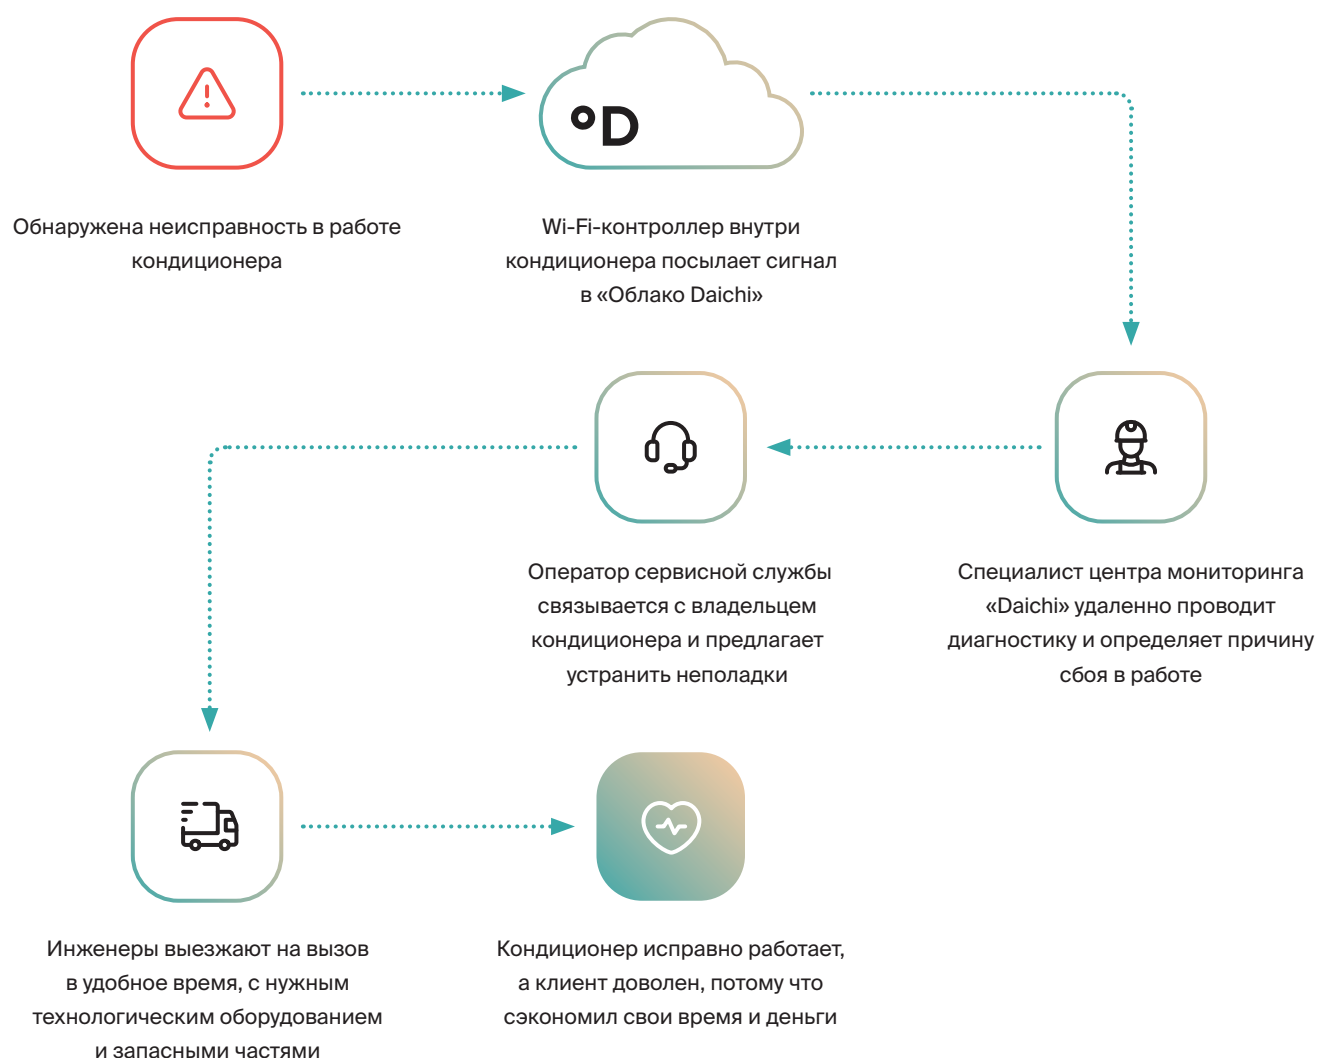 °D
Обнаружена неисправность в работе
кондиционера
Wi-Fi-контроллер внутри
кондиционера посылает сигнал
в «Облако Daichi»
Специалист центра мониторинга
«Daichi» удаленно проводит
диагностику и определяет причину
сбоя в работе
Оператор сервисной службы
связывается с владельцем
кондиционера и предлагает
устранить неполадки
Инженеры выезжают на вызов
в удобное время, с нужным
технологическим оборудованием
и запасными частями
Кондиционер исправно работает,
а клиент доволен, потому что
сэкономил свои время и деньги